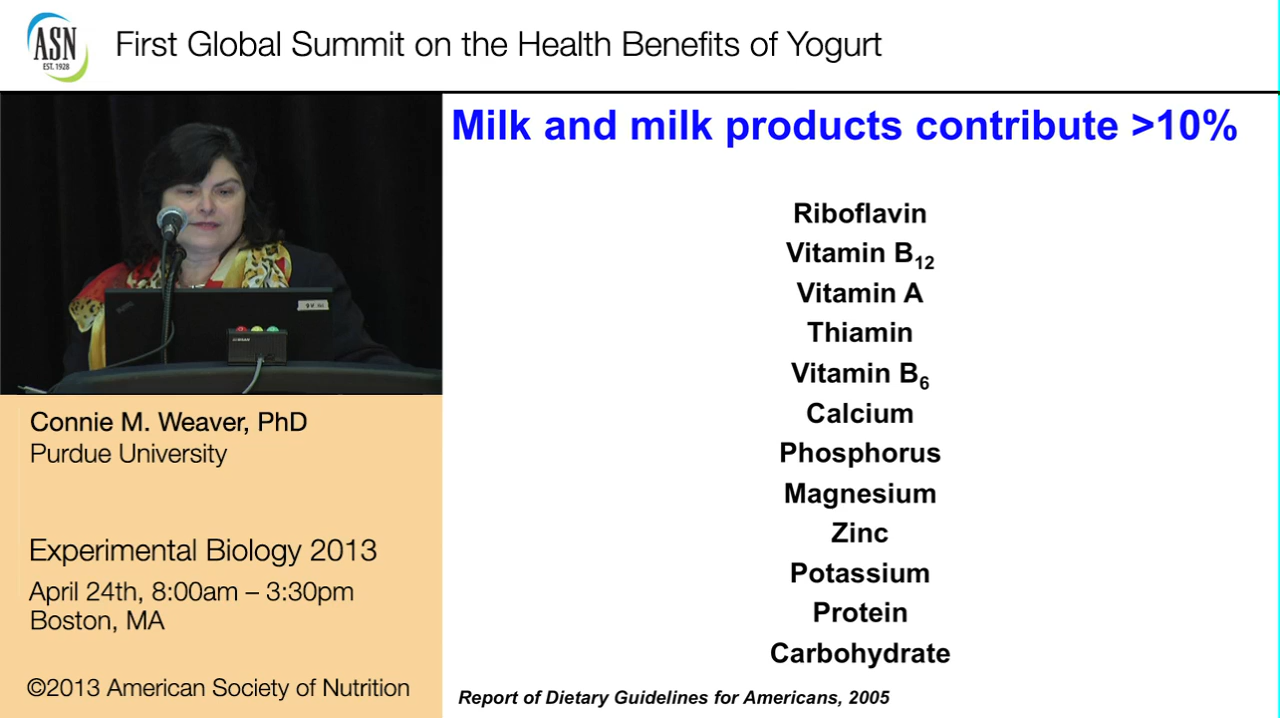 ASN
EST. 1928
First Global Summit on the Health Benefits of Yogurt
Milk and milk products contribute >10%
Riboflavin
Vitamin B12
Vitamin A
Thiamin
Vitamin B6
Calcium
Phosphorus
Magnesium
Zinc
Potassium
Protein
Carbohydrate
Report of Dietary Guidelines for Americans, 2005
Connie M. Weaver, PhD
Purdue University
Experimental Biology 2013
April 24th, 8:00am – 3:30pm
Boston, MA
©2013 American Society of Nutrition